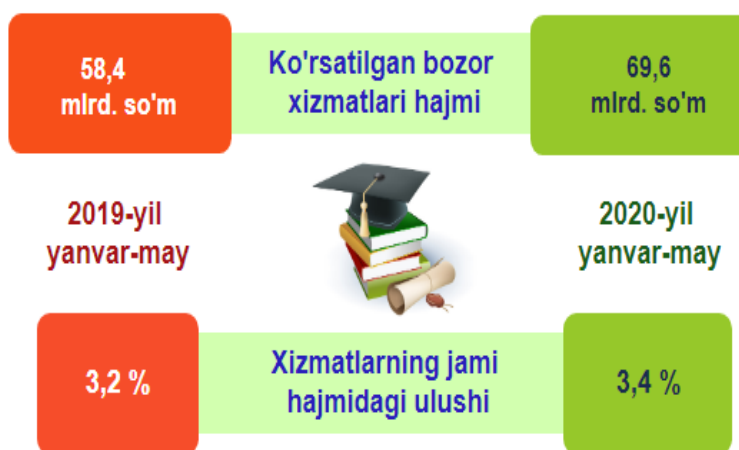 58,4
mlrd. so'm
Ko'rsatilgan bozor
xizmatlari hajmi
69,6
mlrd. so'm
2019-yil
yanvar-may
2020-yil
yanvar-may
3,2 %
Xizmatlarning jami
hajmidagi ulushi
3,4 %